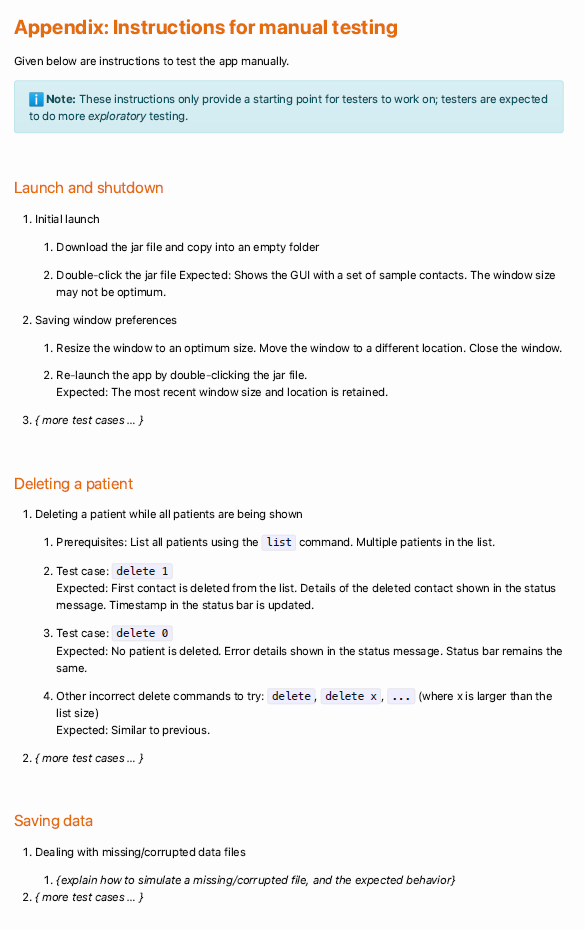 Appendix: Instructions for manual testing
Given below are instructions to test the app manually.
ℹ️ Note: These instructions only provide a starting point for testers to work on; testers are expected
to do more exploratory testing.
Launch and shutdown
1. Initial launch
1. Download the jar file and copy into an empty folder
2. Double-click the jar file Expected: Shows the GUI with a set of sample contacts. The window size
may not be optimum.
2. Saving window preferences
1. Resize the window to an optimum size. Move the window to a different location. Close the window.
2. Re-launch the app by double-clicking the jar file.
Expected: The most recent window size and location is retained.
3. { more test cases … }
Deleting a patient
1. Deleting a patient while all patients are being shown
1. Prerequisites: List all patients using the list command. Multiple patients in the list.
2. Test case: delete 1
Expected: First contact is deleted from the list. Details of the deleted contact shown in the status
message. Timestamp in the status bar is updated.
3. Test case: delete 0
Expected: No patient is deleted. Error details shown in the status message. Status bar remains the
same.
4. Other incorrect delete commands to try: delete, delete x, ... (where x is larger than the
list size)
Expected: Similar to previous.
2. { more test cases … }
Saving data
1. Dealing with missing/corrupted data files
1. {explain how to simulate a missing/corrupted file, and the expected behavior}
2. { more test cases … }